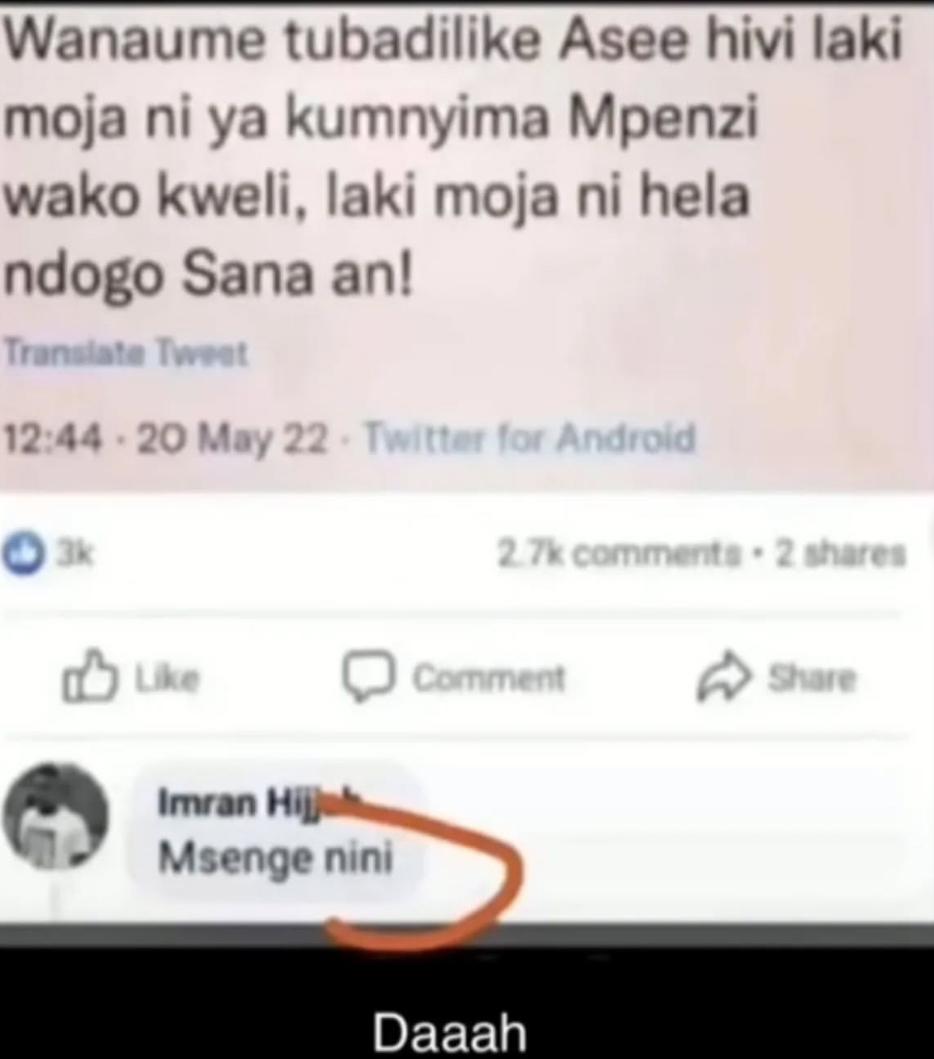 Wanaume tubadilike Asee hivi laki
moja ni ya kumnyima Mpenzi
wako kweli, laki moja ni hela
ndogo Sana an!
Translate Tweet
12:44 · 20 May 22 · Twitter for Android
3k
2.7k comments • 2 shares
Like
Comment
Share
Imran
Msenge nini
Daaah